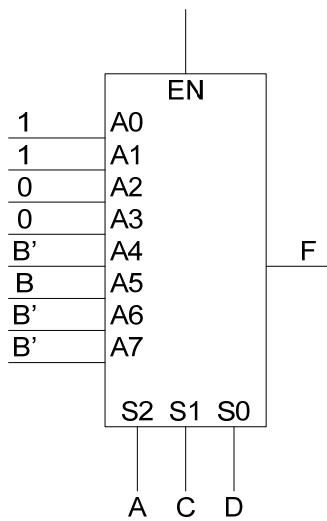 EN
1 A0
1 A1
0 A2
0 A3
B' A4
F
B A5
B' A6
B' A7
S2 S1 S0
A C D